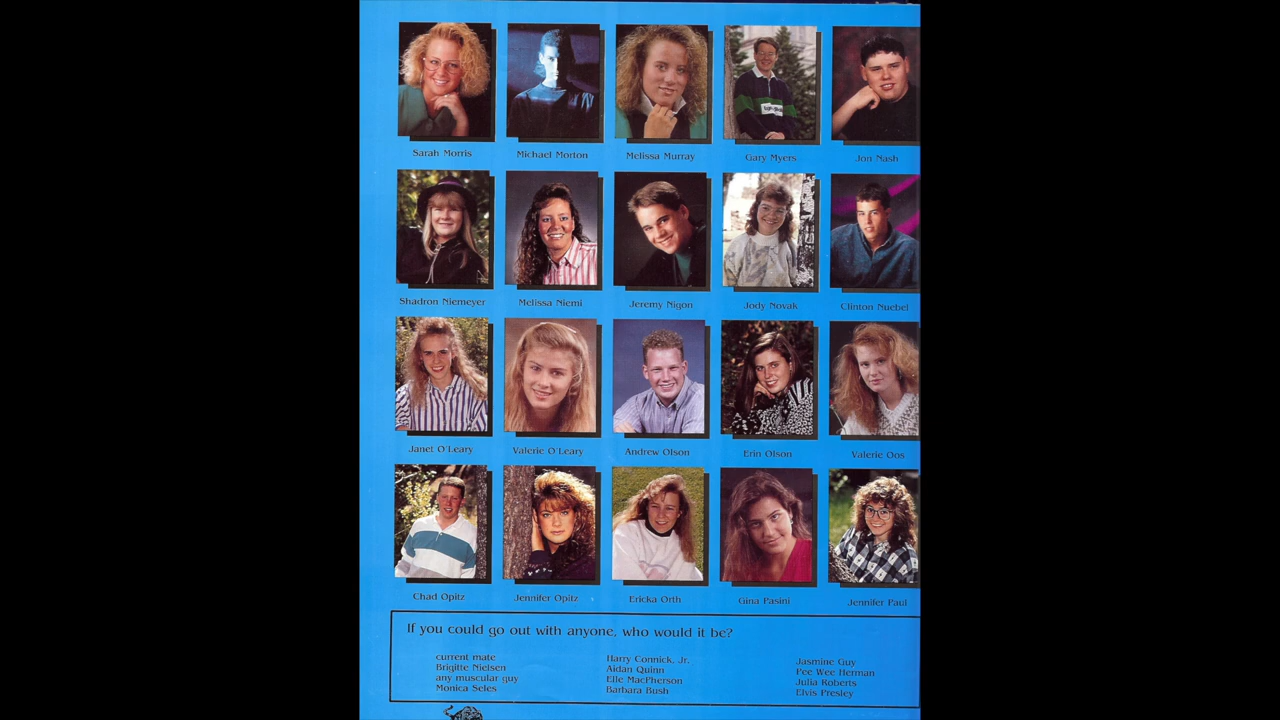 Sarah Morris
Michael Morton
Melissa Murray
Gary Myers
Jon Nash
Shadron Niemeyer
Melissa Niemi
Jeremy Nigon
Jody Novak
Clinton Nuebel
Janet O'Leary
Valerie O'Leary
Andrew Olson
Erin Olson
Valerie Oos
Chad Opitz
Jennifer Opitz
Ericka Orth
Gina Pasini
Jennifer Paul
If you could go out with anyone, who would it be?
current mate
Brigitte Nielsen
any muscular guy
Monica Seles
Harry Connick, Jr.
Aidan Quinn
Elle MacPherson
Barbara Bush
Jasmine Guy
Pee Wee Herman
Julia Roberts
Elvis Presley